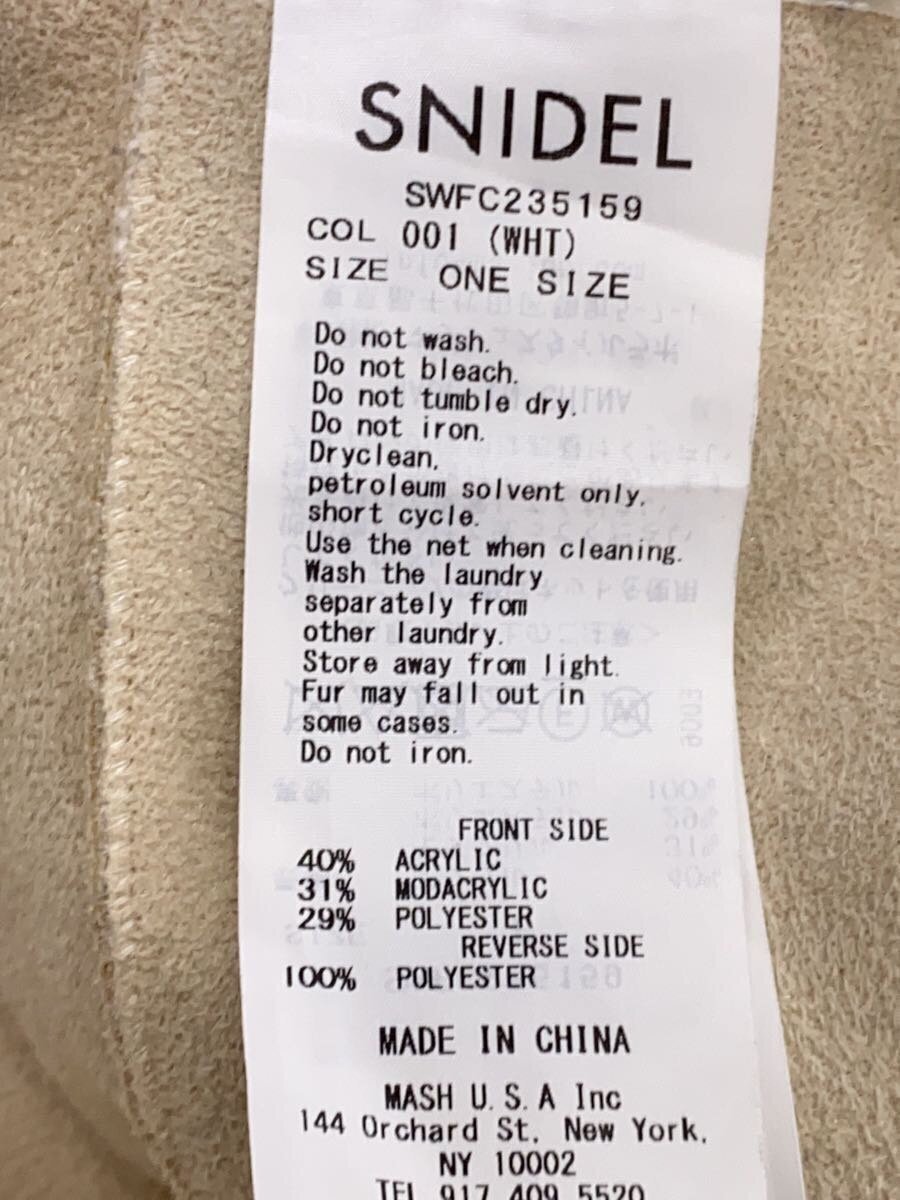 SNIDEL
SWFC235159
COL 001 (WHT)
SIZE ONE SIZE
Do not wash.
Do not bleach.
Do not tumble dry.
Do not iron.
Dryclean.
petroleum solvent only.
short cycle.
Use the net when cleaning.
Wash the laundry
separately from
other laundry.
Store away from light.
Fur may fall out in
some cases.
Do not iron.
FRONT SIDE
40% ACRYLIC
31% MODACRYLIC
29% POLYESTER
REVERSE SIDE
100% POLYESTER
MADE IN CHINA
MASH U.S.A Inc
144 Orchard St. New York.
NY 10002
TEL 917 409 5520